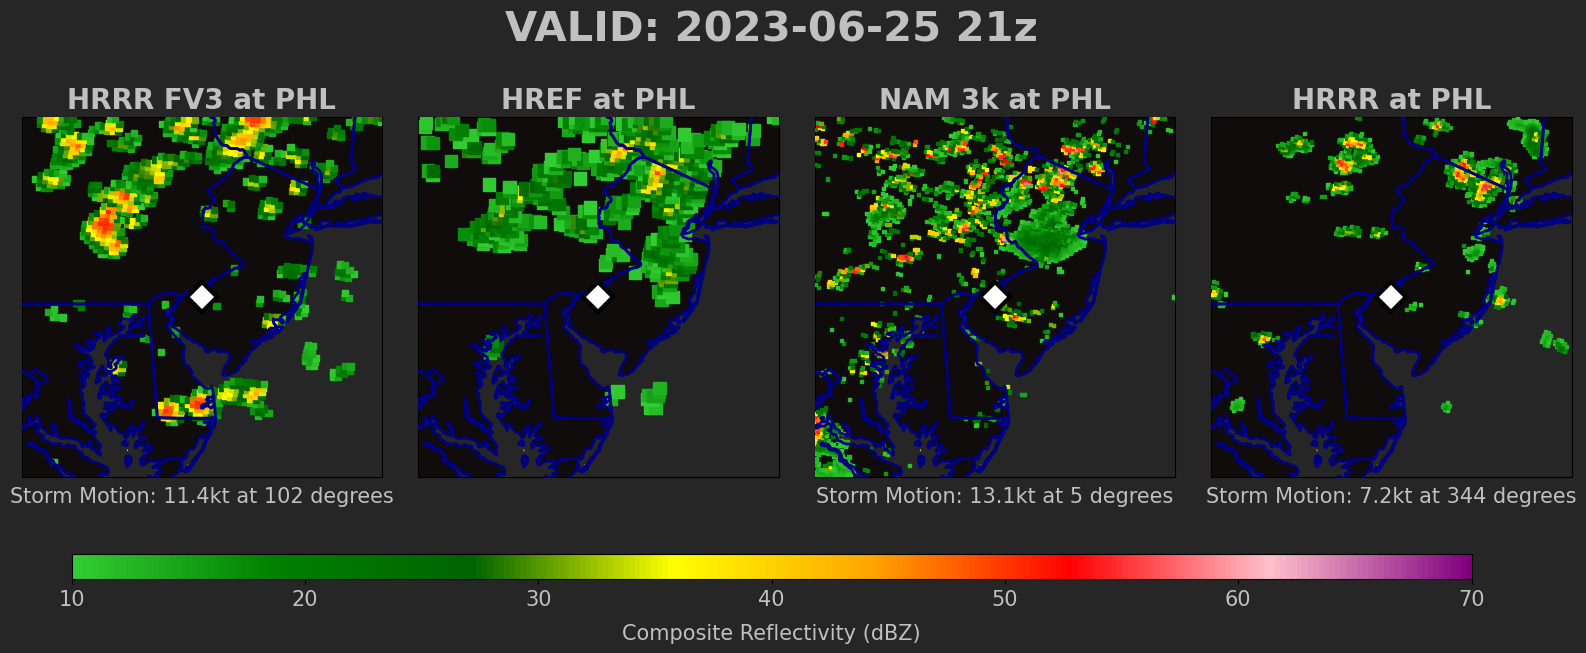 VALID: 2023-06-25 21z
HRRR FV3 at PHL
HREF at PHL
NAM 3k at PHL
HRRR at PHL
Storm Motion: 11.4kt at 102 degrees
Storm Motion: 13.1kt at 5 degrees
Storm Motion: 7.2kt at 344 degrees
10 20 30 40 50 60 70
Composite Reflectivity (dBZ)